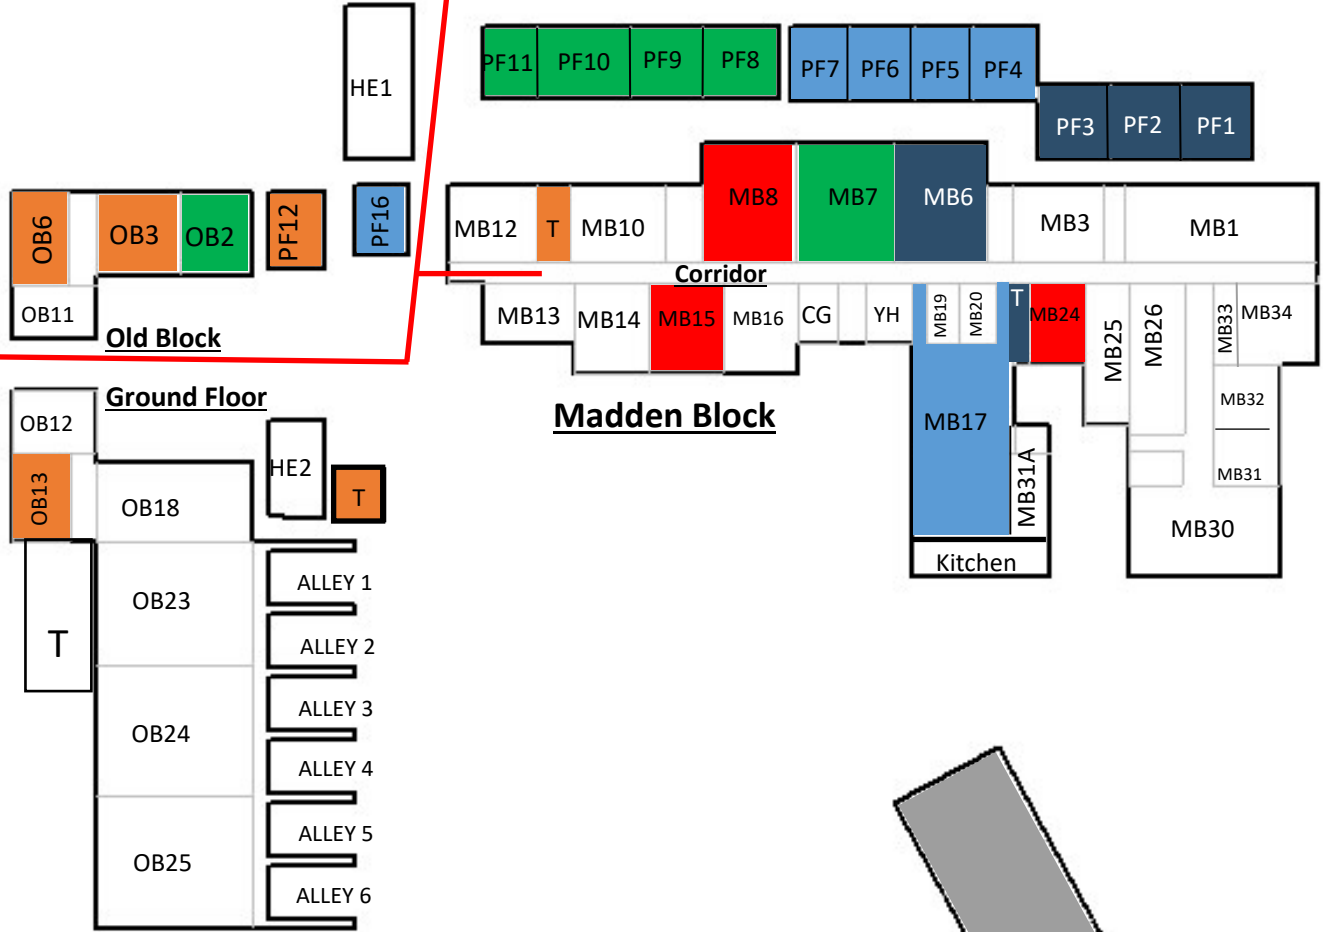 HE1
PF11 PF10 PF9 PF8 PF7 PF6 PF5 PF4
PF3 PF2 PF1
OB6 OB3 OB2 PF12 PF16
OB11
Old Block
MB12 T MB10 MB8 MB7 MB6 MB3 MB1
Corridor
MB13 MB14 MB15 MB16 CG YH MB19 MB20 T MB24 MB25 MB26 MB33 MB34
MB32
MB31
MB17
MB31A
MB30
Kitchen
Madden Block
Ground Floor
OB12
OB13 OB18 HE2 T
T
OB23
OB24
OB25
ALLEY 1
ALLEY 2
ALLEY 3
ALLEY 4
ALLEY 5
ALLEY 6